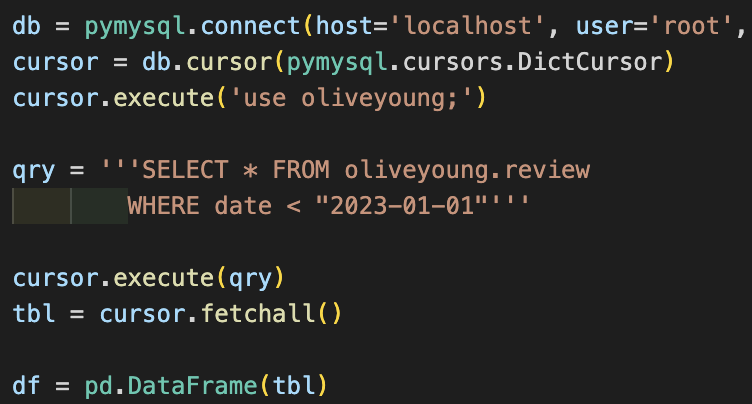 db = pymysql.connect(host='localhost', user='root',
cursor = db.cursor(pymysql.cursors.DictCursor)
cursor.execute('use oliveyoung;')
qry = '''SELECT * FROM oliveyoung.review
WHERE date < "2023-01-01"'''
cursor.execute(qry)
tbl = cursor.fetchall()
df = pd.DataFrame(tbl)